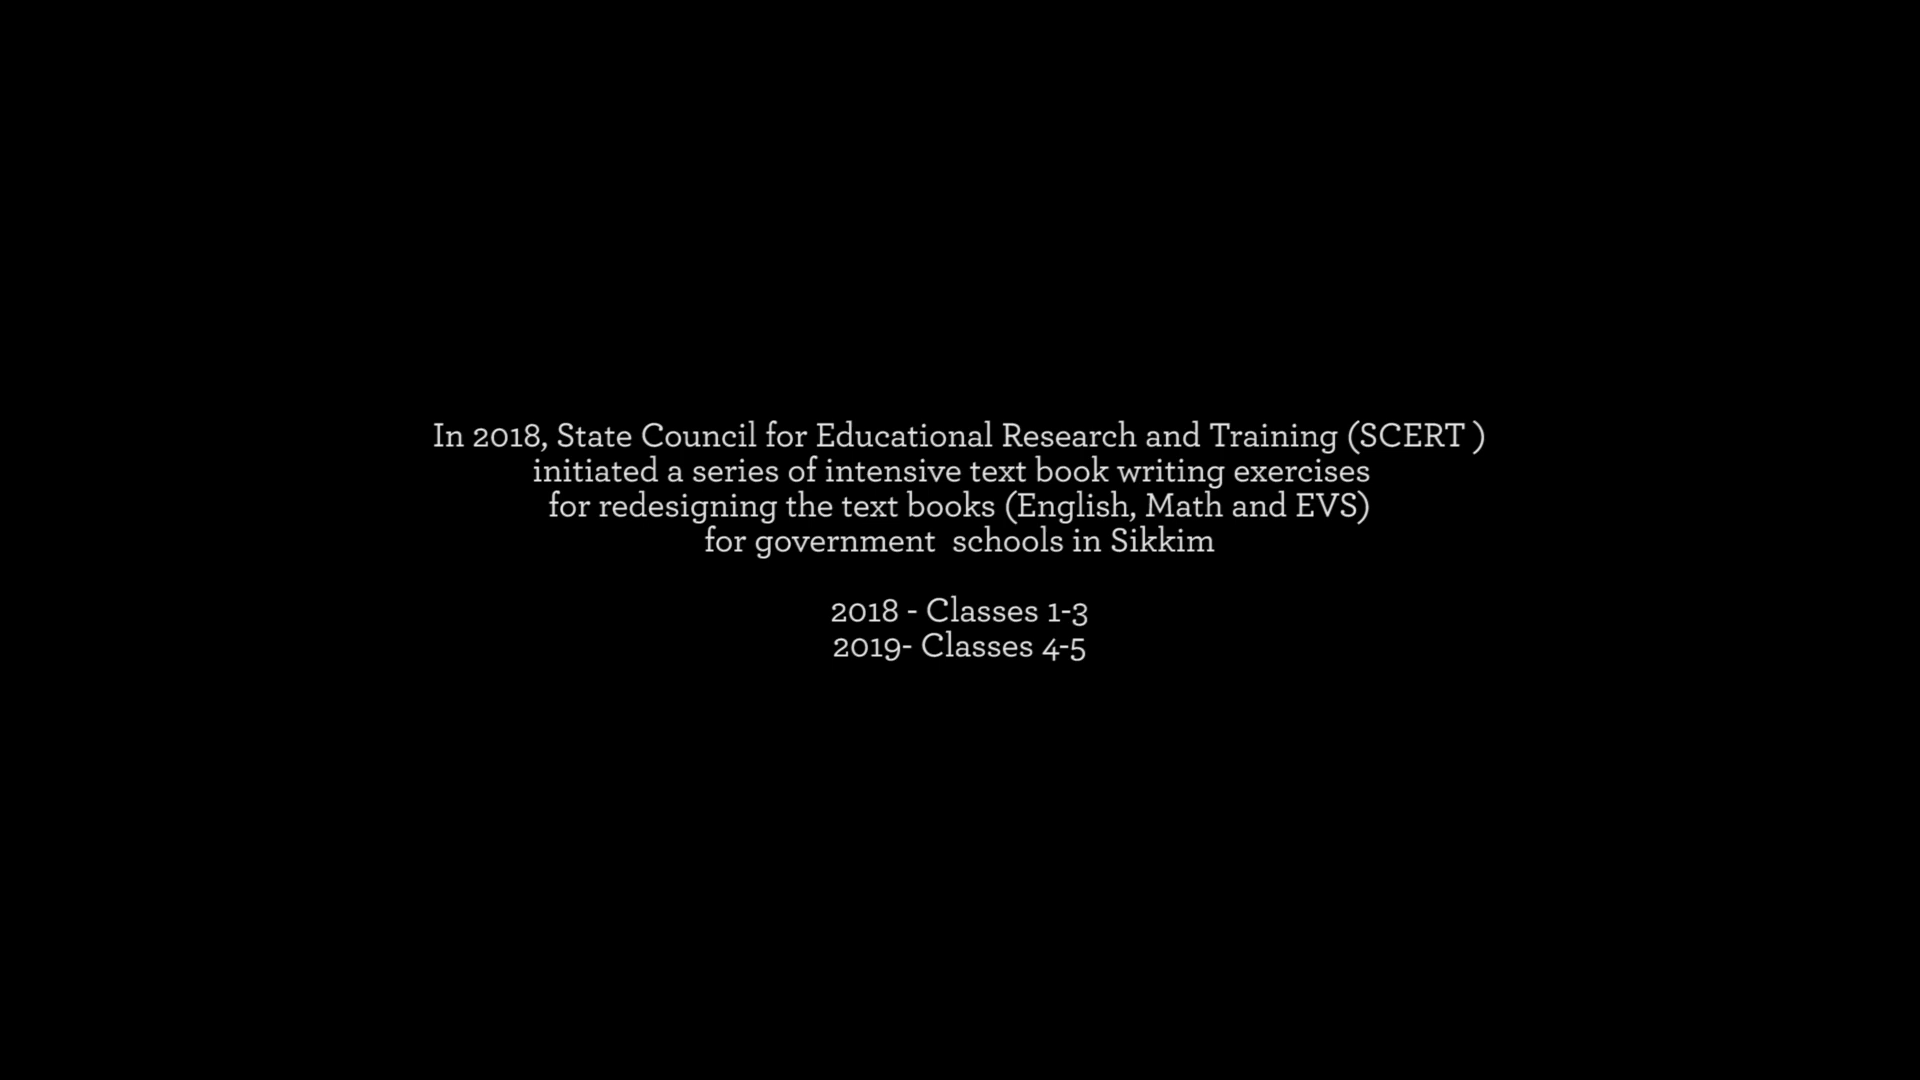 In 2018, State Council for Educational Research and Training (SCERT )
initiated a series of intensive text book writing exercises
for redesigning the text books (English, Math and EVS)
for government  schools in Sikkim
2018 - Classes 1-3
2019- Classes 4-5